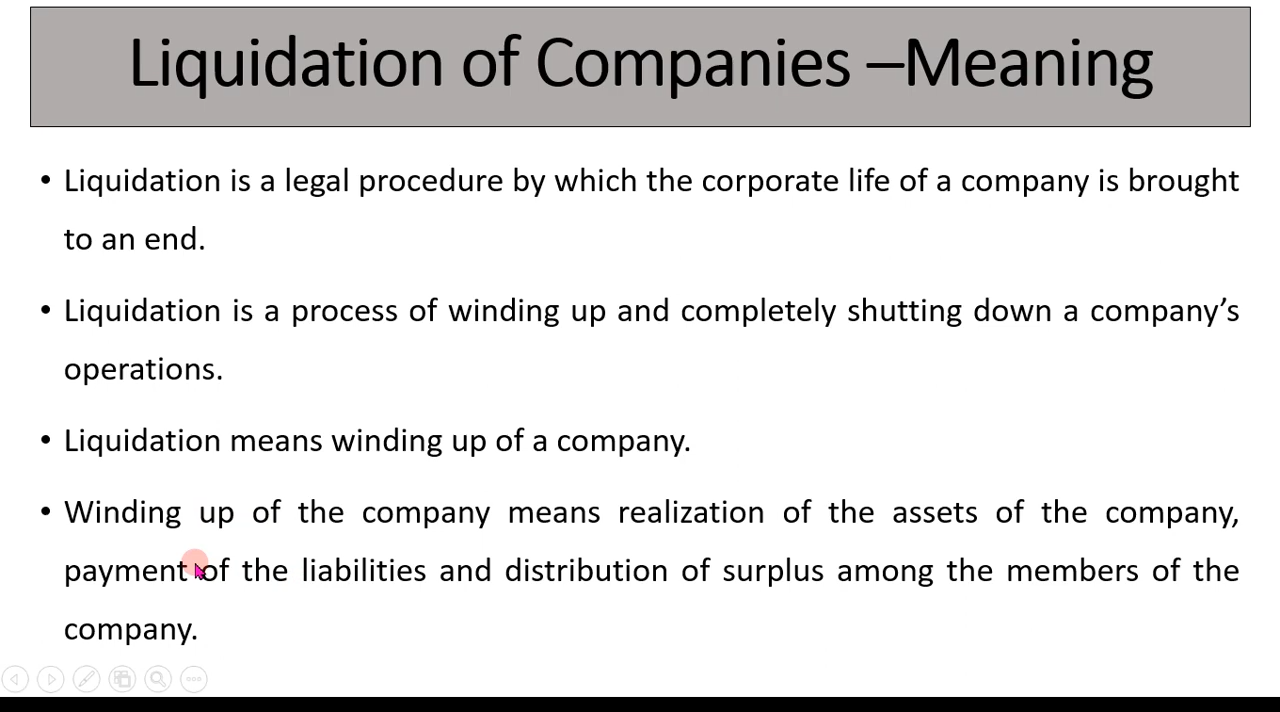 Liquidation of Companies –Meaning
• Liquidation is a legal procedure by which the corporate life of a company is brought
to an end.
• Liquidation is a process of winding up and completely shutting down a company’s
operations.
• Liquidation means winding up of a company.
• Winding up of the company means realization of the assets of the company,
payment of the liabilities and distribution of surplus among the members of the
company.